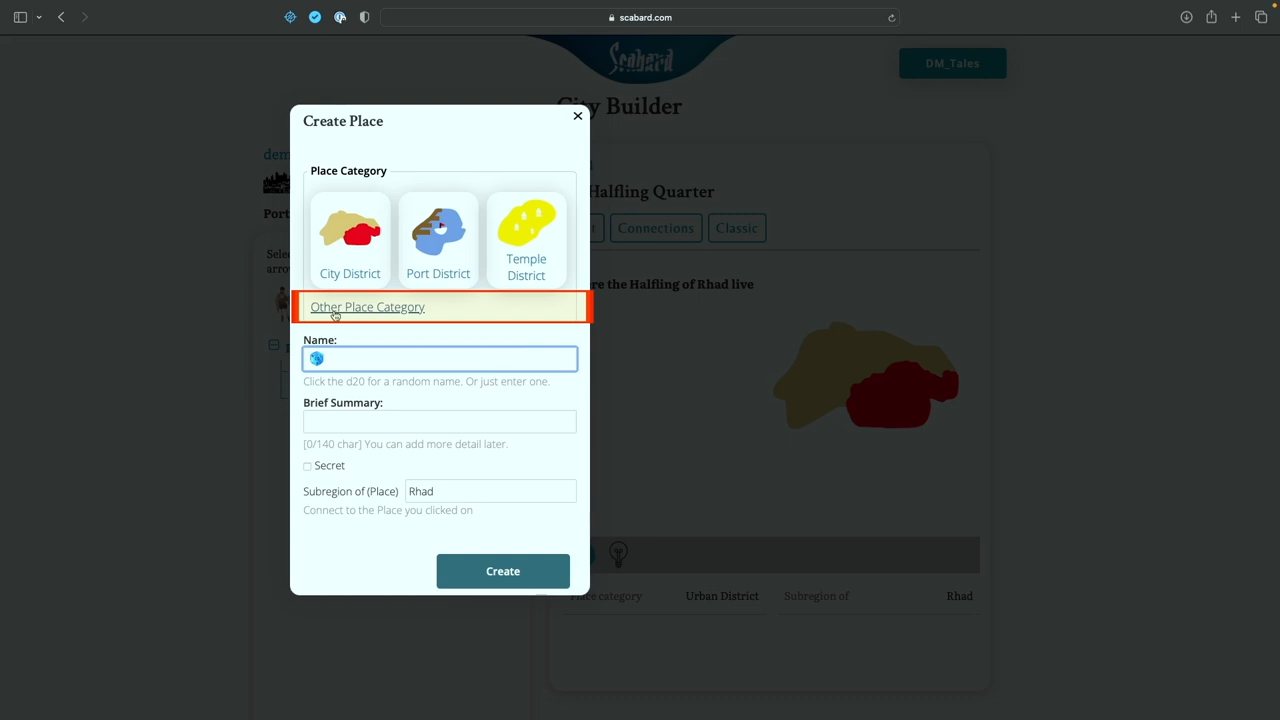 scabard.com
Scabard
DM_Tales
City Builder
Create Place
Place Category
City District
Port District
Temple
District
Other Place Category
Name:
Click the d20 for a random name. Or just enter one.
Brief Summary:
[0/140 char] You can add more detail later.
Secret
Subregion of (Place) Rhad
Connect to the Place you clicked on
Create
Halfling Quarter
Connections
Classic
the Halfling of Rhad live
Place category
Urban District
Subregion of
Rhad